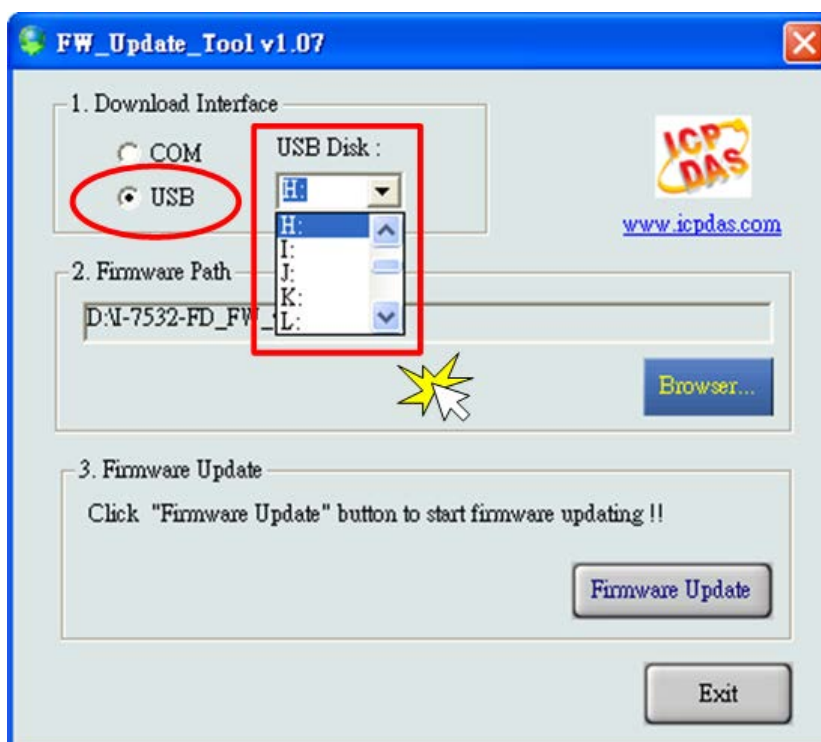 FW_Update_Tool v1.07
1. Download Interface
COM
USB Disk :
USB
H:
H:
I:
J:
K:
L:
ICP
DAS
www.icpdas.com
2. Firmware Path
D:\I-7532-FD_FW_
Browser...
3. Firmware Update
Click "Firmware Update" button to start firmware updating !!
Firmware Update
Exit